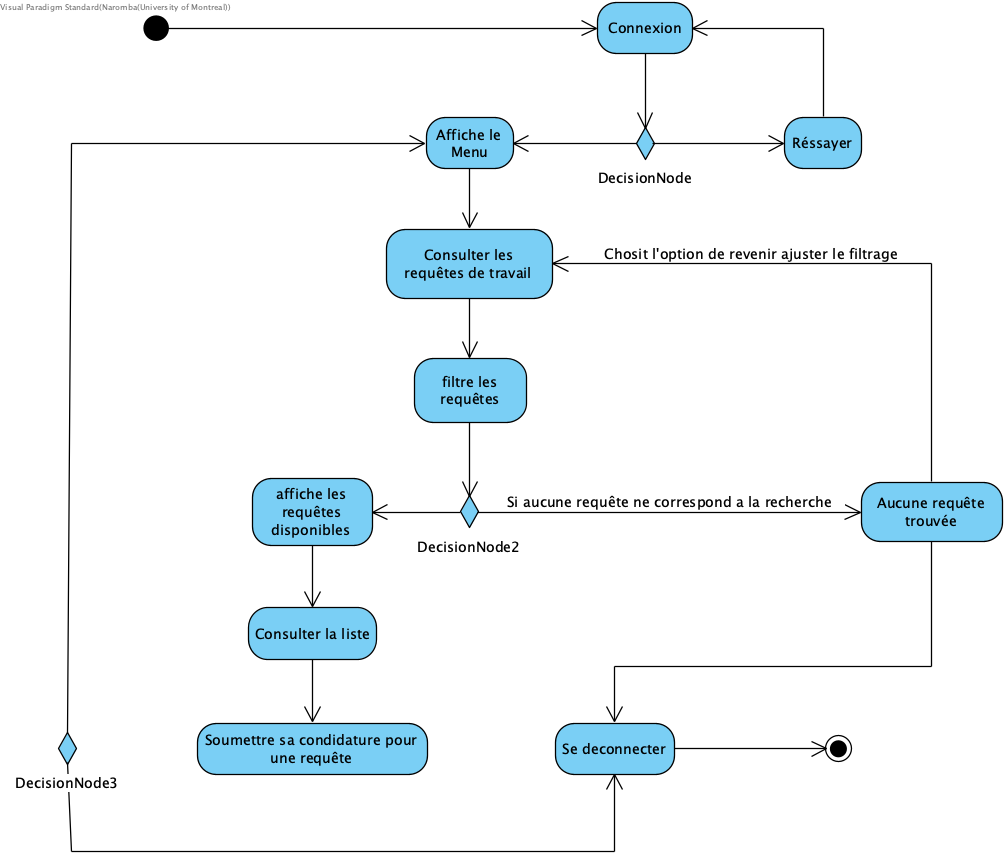 Visual Paradigm Standard(Naromba(University of Montreal))
Connexion
Affiche le
Menu
Réssayer
DecisionNode
Consulter les
requêtes de travail
Chosit l'option de revenir ajuster le filtrage
filtre les
requêtes
affiche les
requêtes
disponibles
Si aucune requête ne correspond a la recherche
Aucune requête
trouvée
DecisionNode2
Consulter la liste
Soumettre sa condidature pour
une requête
Se deconnecter
DecisionNode3